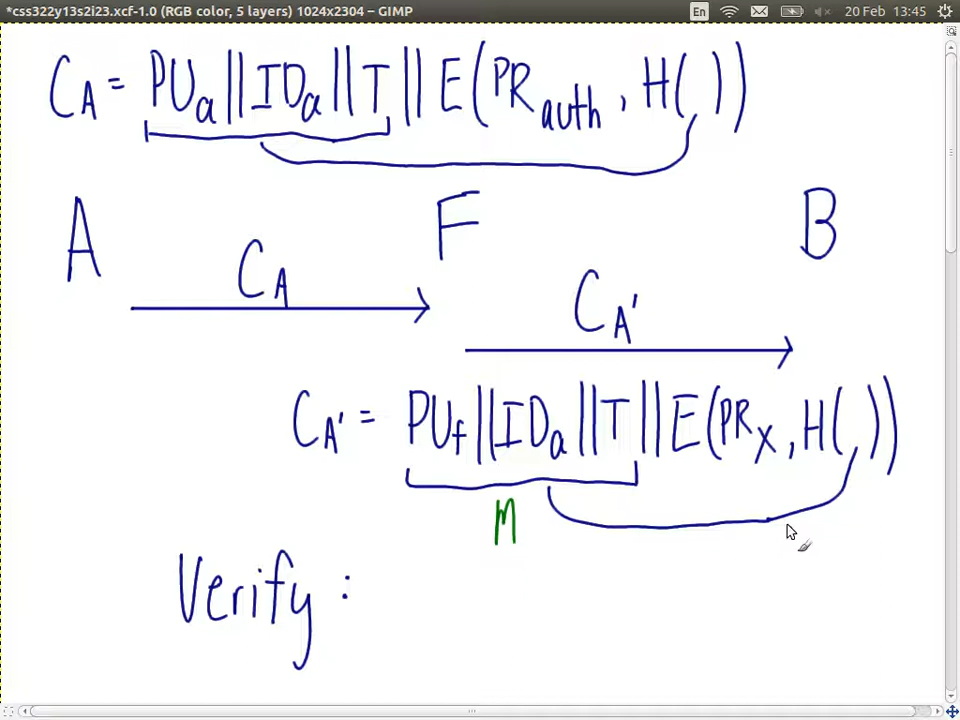 *css322y13s2i23.xcf-1.0 (RGB color, 5 layers) 1024x2304 – GIMP En 20 Feb 13:45
CA = PUa||IDa||T||E(PRauth, H( ))
A F B
CA
CA'
CA' = PUf||IDa||T||E(PRx, H( ))
M
Verify :